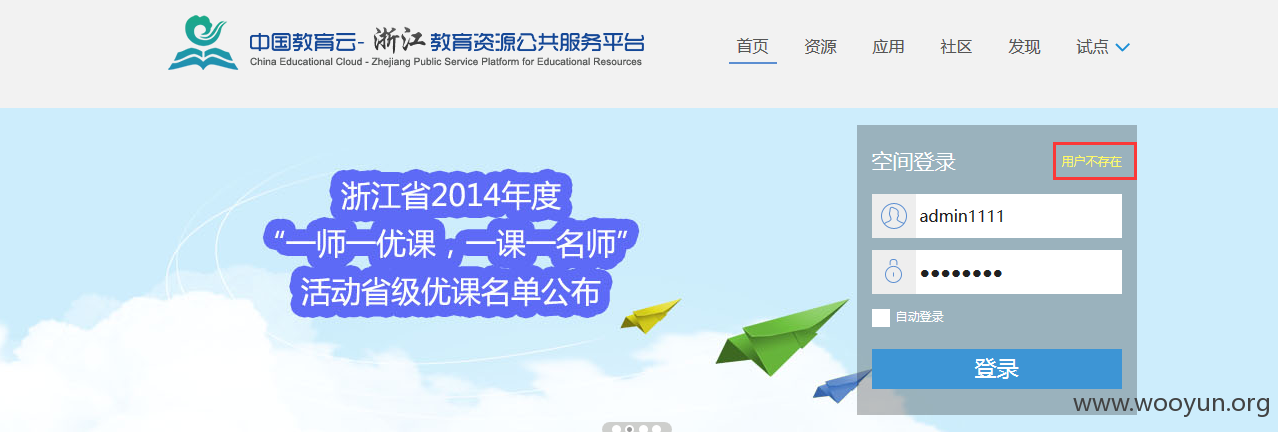 中国教育云-浙江教育资源公共服务平台
China Educational Cloud - Zhejiang Public Service Platform for Educational Resources
首页 资源 应用 社区 发现 试点
浙江省2014年度
“一师一优课，一课一名师”
活动省级优课名单公布
空间登录 用户不存在
admin1111
●●●●●●●●
自动登录
登录
www.wooyun.org